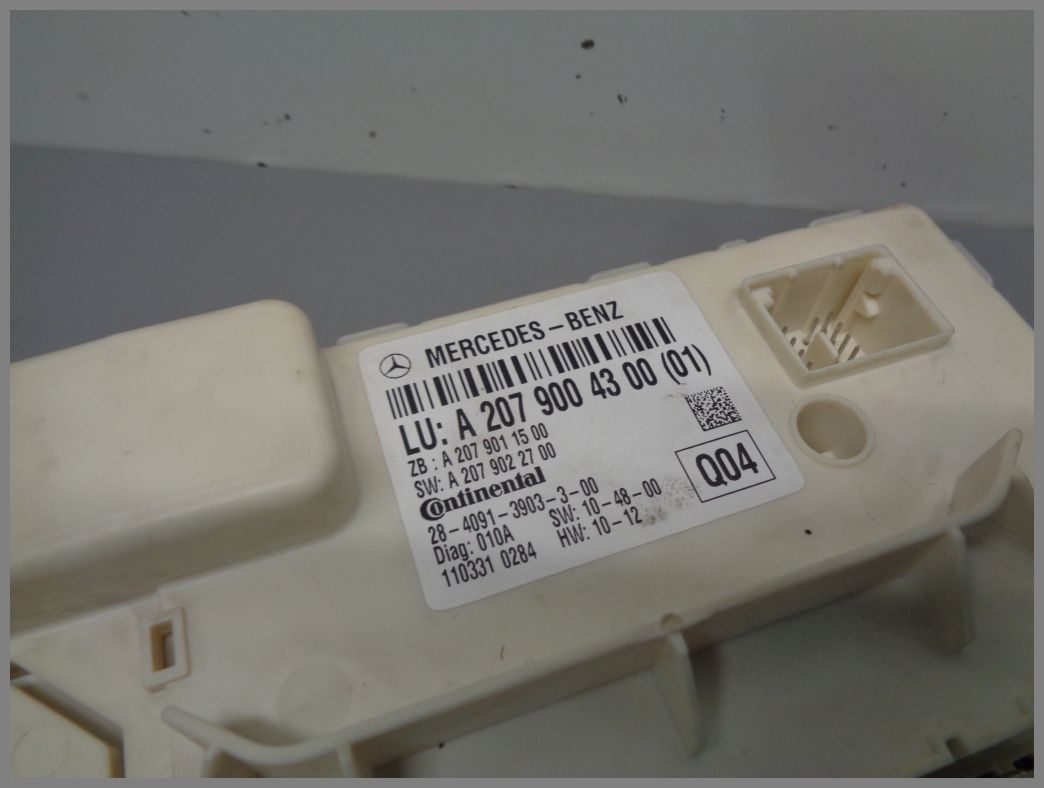 MERCEDES-BENZ
LU: A 207 900 43 00 (01)
ZB : A 207 901 15 00
SW: A 207 902 27 00
Continental
Q04
28-4091-3903-3-00
Diag: 010A SW: 10-48-00
110331 0284 HW: 10-12